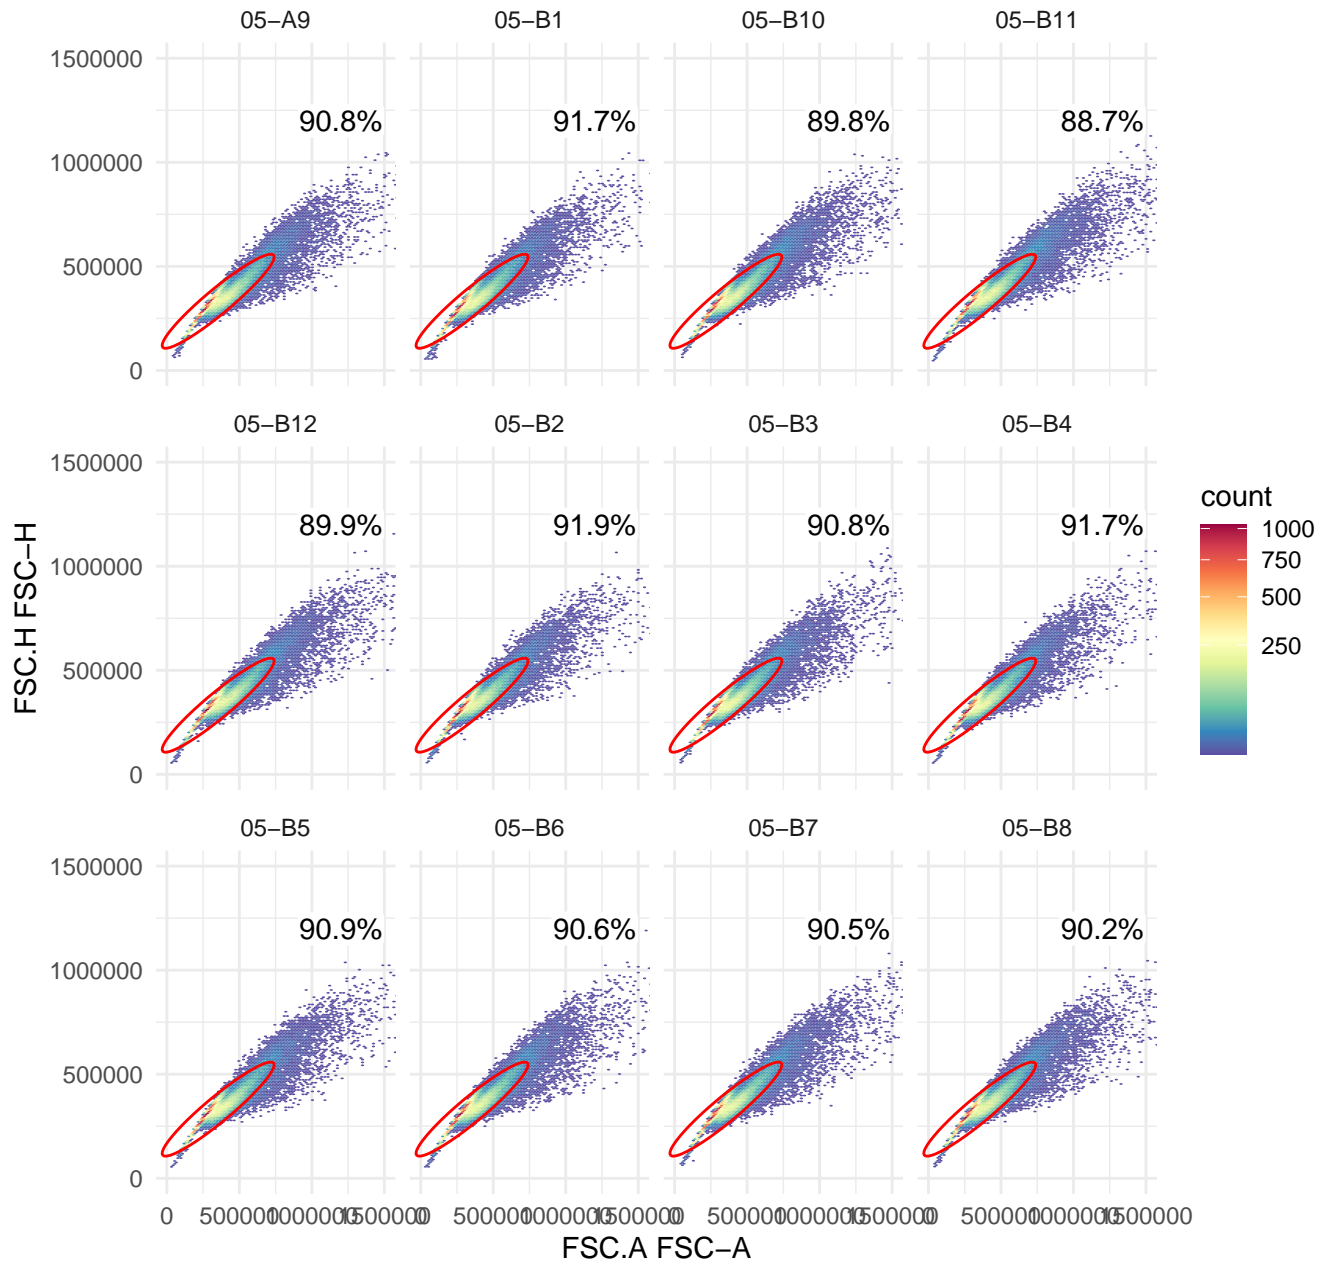 05−A9 05−B1 05−B10 05−B11
1500000
90.8% 91.7% 89.8% 88.7%
1000000
500000
0
05−B12 05−B2 05−B3 05−B4
1500000
89.9% 91.9% 90.8% 91.7%
1000000
500000
0
FSC.H FSC−H
count
1000
750
500
250
05−B5 05−B6 05−B7 05−B8
1500000
90.9% 90.6% 90.5% 90.2%
1000000
500000
0
0 500000 1000000 1500000 0 500000 1000000 1500000 0 500000 1000000 1500000 0 500000 1000000 1500000
FSC.A FSC−A